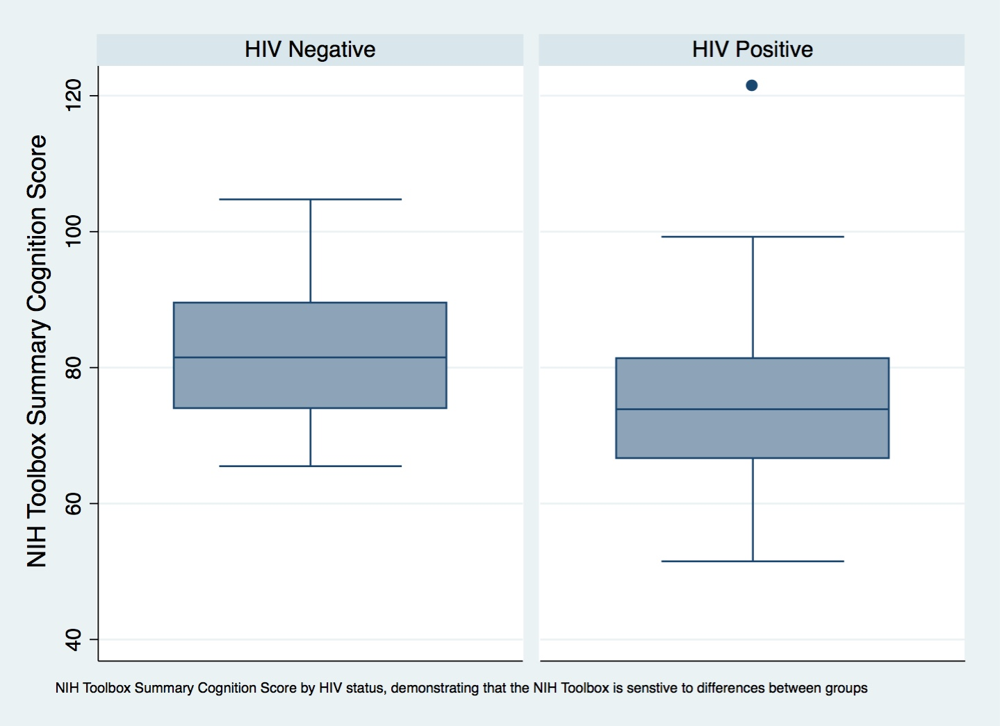 HIV Negative
HIV Positive
NIH Toolbox Summary Cognition Score
120
100
80
60
40
NIH Toolbox Summary Cognition Score by HIV status, demonstrating that the NIH Toolbox is senstive to differences between groups